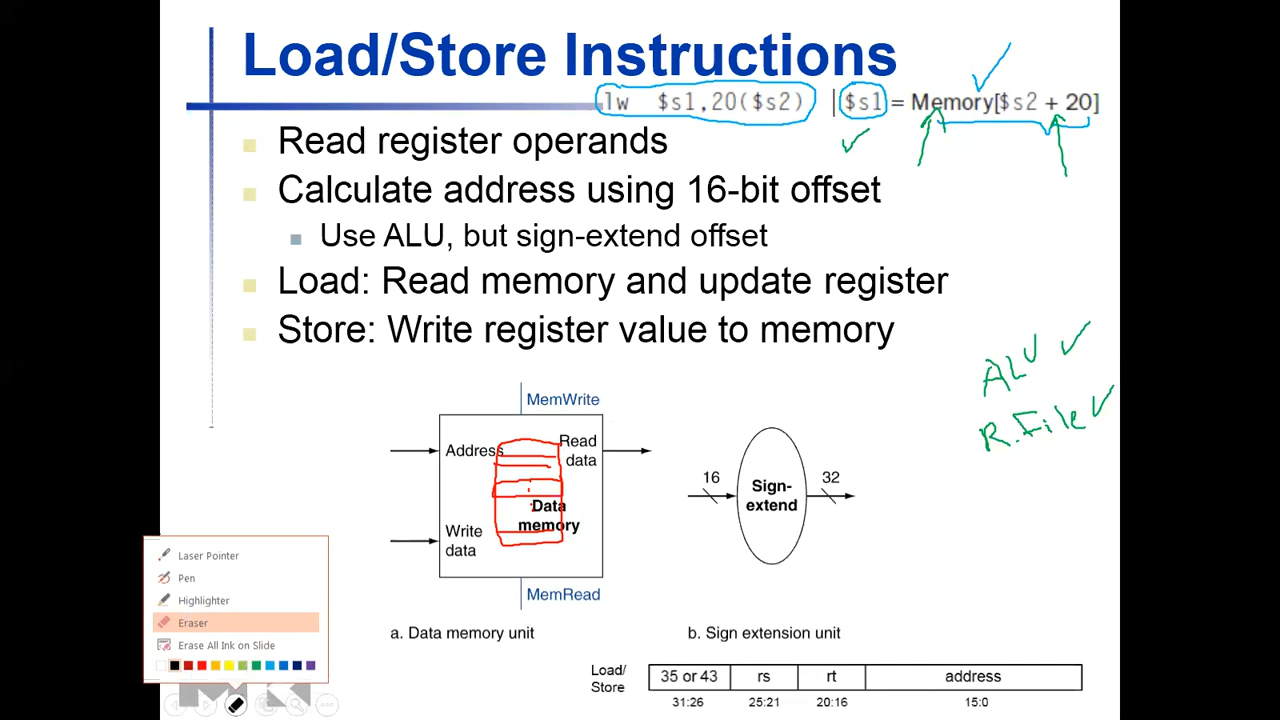 Load/Store Instructions
lw $s1,20($s2) | $s1 = Memory[$s2 + 20]
Read register operands
Calculate address using 16-bit offset
Use ALU, but sign-extend offset
Load: Read memory and update register
Store: Write register value to memory
ALU
R.File
MemWrite
Address
Read
data
Data
memory
Write
data
MemRead
a. Data memory unit
16
Sign-
extend
32
b. Sign extension unit
Laser Pointer
Pen
Highlighter
Eraser
Erase All Ink on Slide
Load/
Store
35 or 43 rs rt address
31:26 25:21 20:16 15:0